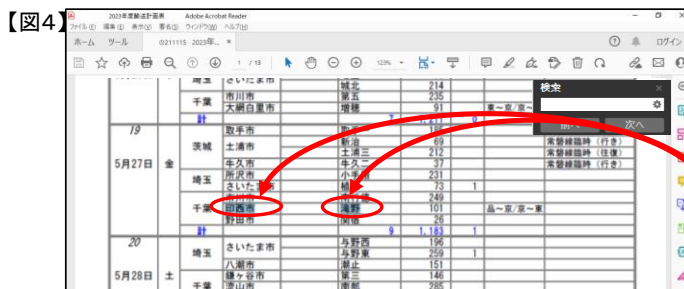 【図4】
2023年度輸送計画表 Adobe Acrobat Reader
ファイル(E) 編集(E) 表示(V) 署名(S) ウィンドウ(W) ヘルプ(H)
ホーム ツール 0211115 2023年... × ログイン
1 / 13 123%
検索
前へ 次へ
埼玉 さいたま市
城北 214
千葉 市川市 第五 235
大網白里市 増穂 91
計 7 1,211 0
19 5月27日 金
茨城 取手市
土浦市 新治 69 常磐線臨時(行き)
土浦三 212 常磐線臨時(往復)
牛久市 牛久二 37 常磐線臨時(行き)
埼玉 所沢市 小手指 231
さいたま市 73 1
千葉 249
印西市 滝野 101 品~京/京~東
野田市 関宿 26
計 9 1,183 1
20 5月28日 土
埼玉 さいたま市 与野西 196
与野東 259 1
八潮市 潮止 151
千葉 鎌ケ谷市 第三 146
流山市 南部 285